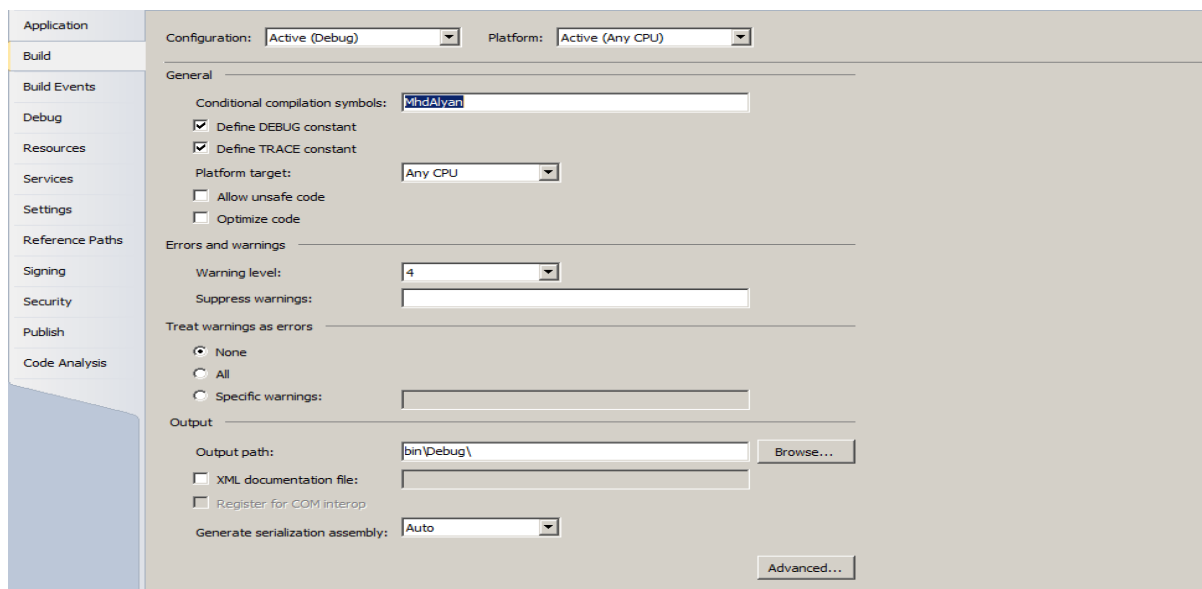 Application
Build
Build Events
Debug
Resources
Services
Settings
Reference Paths
Signing
Security
Publish
Code Analysis
Configuration: Active (Debug) Platform: Active (Any CPU)
General
Conditional compilation symbols: MhdAlyan
Define DEBUG constant
Define TRACE constant
Platform target: Any CPU
Allow unsafe code
Optimize code
Errors and warnings
Warning level: 4
Suppress warnings:
Treat warnings as errors
None
All
Specific warnings:
Output
Output path: bin\Debug\ Browse...
XML documentation file:
Register for COM interop
Generate serialization assembly: Auto
Advanced...